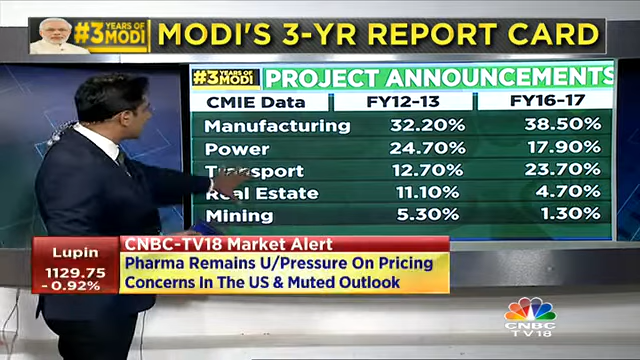 #3 YEARS OF MODI
MODI'S 3-YR REPORT CARD
#3 YEARS OF MODI PROJECT ANNOUNCEMENTS
CMIE Data FY12-13 FY16-17
Manufacturing 32.20% 38.50%
Power 24.70% 17.90%
Transport 12.70% 23.70%
Real Estate 11.10% 4.70%
Mining 5.30% 1.30%
Lupin
1129.75
- 0.92%
CNBC-TV18 Market Alert
Pharma Remains U/Pressure On Pricing
Concerns In The US & Muted Outlook
CNBC
TV18